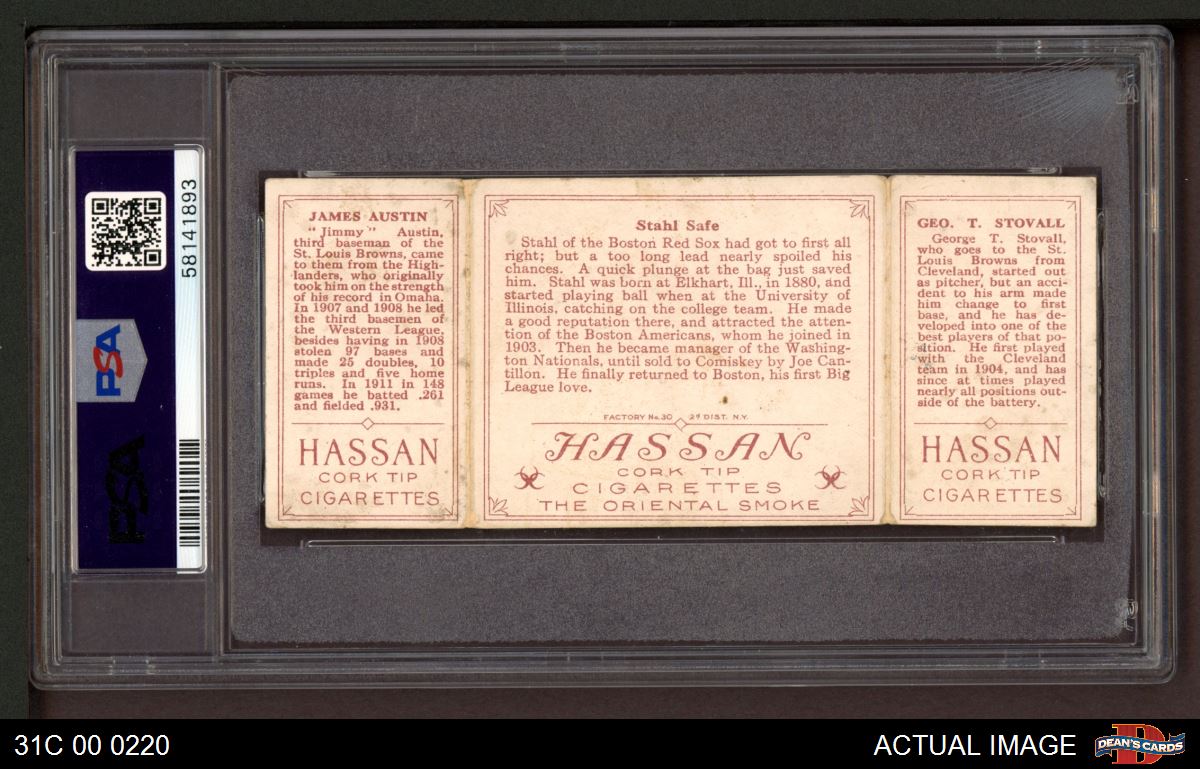 58141893
PSA
PSA
JAMES AUSTIN
"Jimmy" Austin,
third baseman of the
St. Louis Browns, came
to them from the High-
landers, who originally
took him on the strength
of his record in Omaha.
In 1907 and 1908 he led
the third basemen of
the Western League,
besides having in 1908
stolen 97 bases and
made 25 doubles, 10
triples and five home
runs. In 1911 in 148
games he batted .261
and fielded .931.
HASSAN
CORK TIP
CIGARETTES
Stahl Safe
Stahl of the Boston Red Sox had got to first all
right; but a too long lead nearly spoiled his
chances. A quick plunge at the bag just saved
him. Stahl was born at Elkhart, Ill., in 1880, and
started playing ball when at the University of
Illinois, catching on the college team. He made
a good reputation there, and attracted the atten-
tion of the Boston Americans, whom he joined in
1903. Then he became manager of the Washing-
ton Nationals, until sold to Comiskey by Joe Can-
tillon. He finally returned to Boston, his first Big
League love.
FACTORY No. 30 2d DIST. N.Y.
HASSAN
CORK TIP
CIGARETTES
THE ORIENTAL SMOKE
GEO. T. STOVALL
George T. Stovall,
who goes to the St.
Louis Browns from
Cleveland, started out
as pitcher, but an acci-
dent to his arm made
him change to first
base, and he has de-
veloped into one of the
best players of that po-
sition. He first played
with the Cleveland
team in 1904, and has
since at times played
nearly all positions out-
side of the battery.
HASSAN
CORK TIP
CIGARETTES
31C 00 0220
ACTUAL IMAGE
DEAN'S CARDS